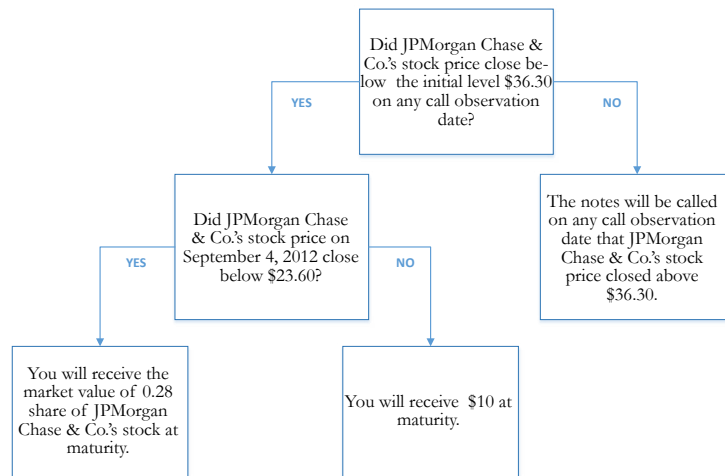 Did JPMorgan Chase &
Co.'s stock price close be-
low the initial level $36.30
on any call observation
date?
YES
NO
Did JPMorgan Chase
& Co.'s stock price on
September 4, 2012 close
below $23.60?
The notes will be called
on any call observation
date that JPMorgan
Chase & Co.'s stock
price closed above
$36.30.
YES
NO
You will receive the
market value of 0.28
share of JPMorgan
Chase & Co.'s stock at
maturity.
You will receive $10 at
maturity.